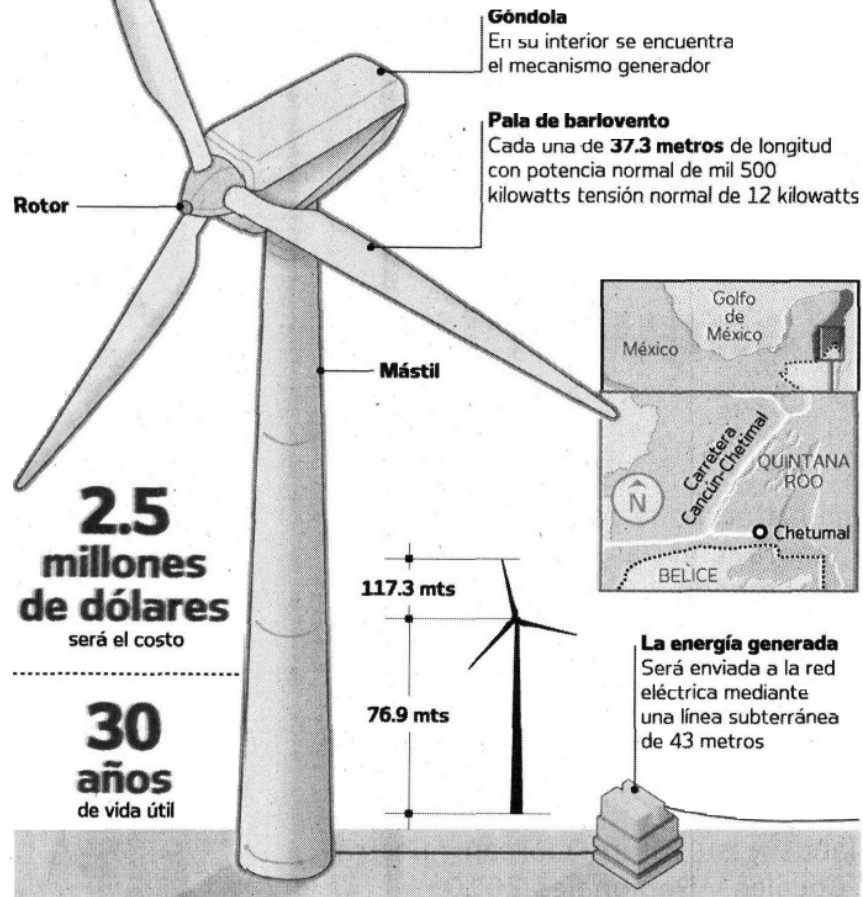 Góndola
En su interior se encuentra
el mecanismo generador
Pala de barlovento
Cada una de 37.3 metros de longitud
con potencia normal de mil 500
kilowatts tensión normal de 12 kilowatts
Rotor
Mástil
Golfo
de
México
México
Carretera
Cancún-Chetimal
QUINTANA
ROO
N
Chetumal
BELICE
2.5
millones
de dólares
será el costo
30
años
de vida útil
117.3 mts
76.9 mts
La energía generada
Será enviada a la red
eléctrica mediante
una línea subterránea
de 43 metros